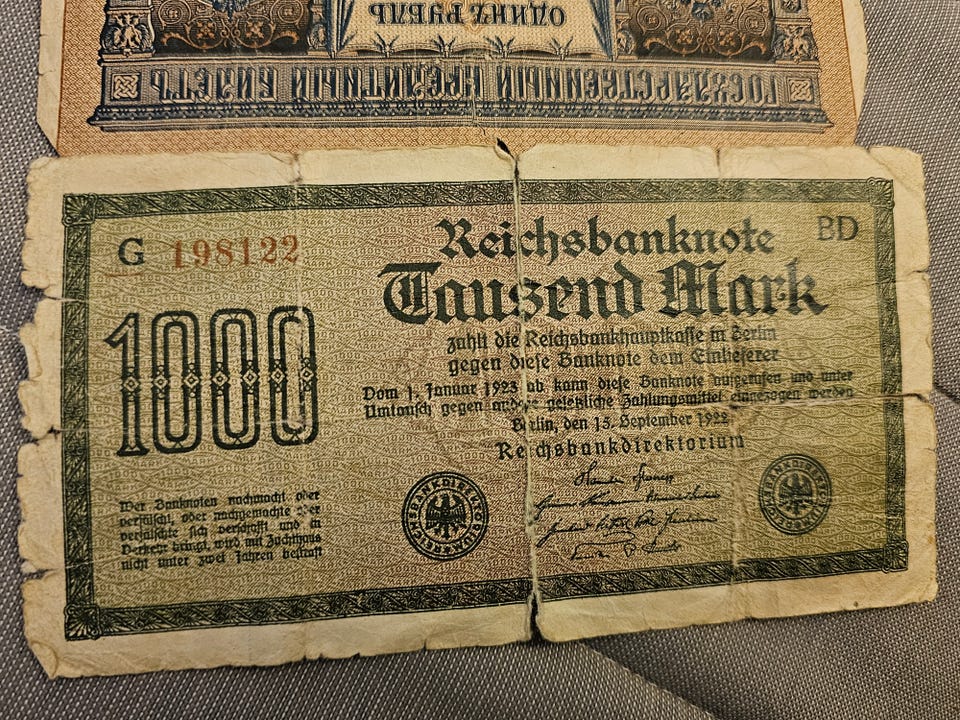 ОДИНЪ РУБЛЬ
ГОСУДАРСТВЕННЫЙ КРЕДИТНЫЙ БИЛЕТЪ
G 198122
BD
Reichsbanknote
Tausend Mark
zahlt die Reichsbankhauptkasse in Berlin
gegen diese Banknote dem Einlieferer
Vom 1. Januar 1923 ab kann diese Banknote aufgerufen und unter
Umtausch gegen andere gesetzliche Zahlungsmittel eingezogen werden
Berlin, den 15. September 1922
Reichsbankdirektorium
1000
Wer Banknoten nachmacht oder
verfälscht, oder nachgemachte oder
verfälschte sich verschafft und in
Verkehr bringt, wird mit Zuchthaus
nicht unter zwei Jahren bestraft
REICHSBANKDIREKTORIUM
REICHSBANKDIREKTORIUM